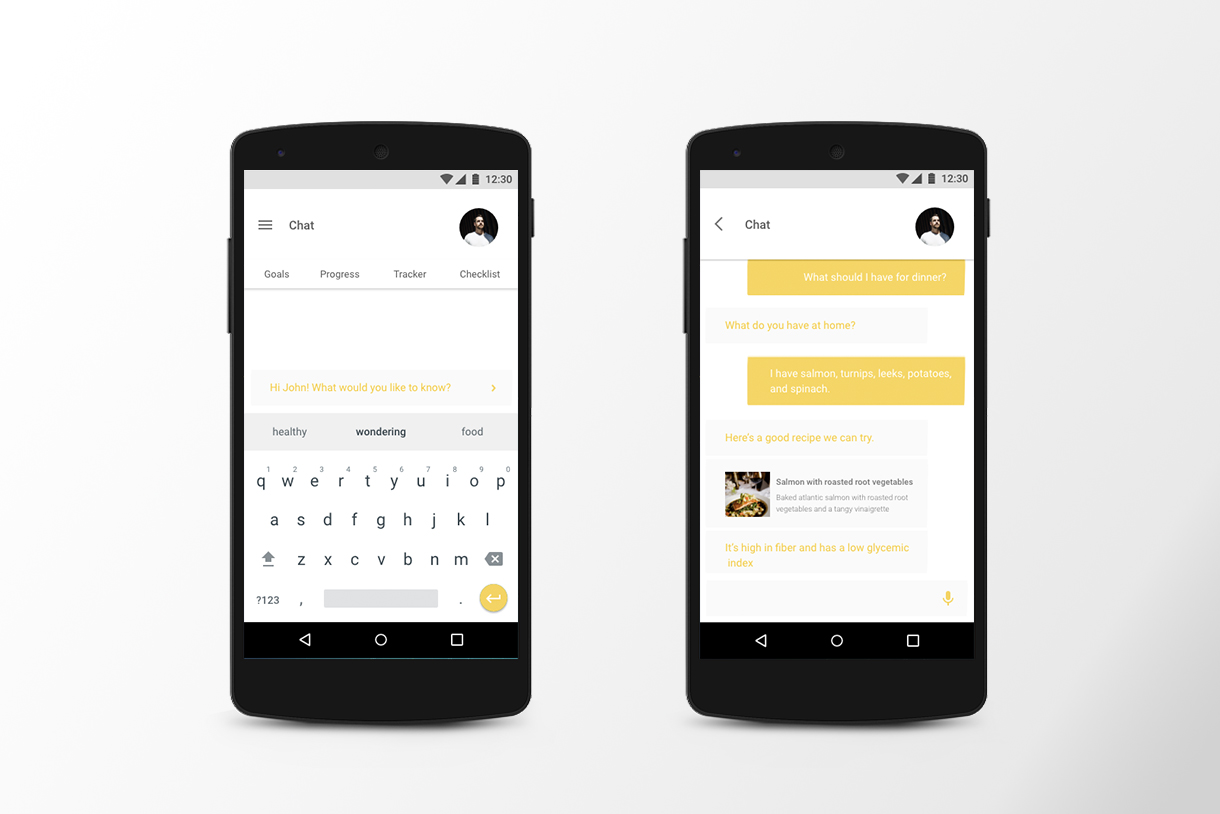 12:30
Chat
Goals Progress Tracker Checklist
Hi John! What would you like to know?
healthy wondering food
1 2 3 4 5 6 7 8 9 0
q w e r t y u i o p
a s d f g h j k l
z x c v b n m
?123 , .
12:30
Chat
What should I have for dinner?
What do you have at home?
I have salmon, turnips, leeks, potatoes,
and spinach.
Here's a good recipe we can try.
Salmon with roasted root vegetables
Baked atlantic salmon with roasted root
vegetables and a tangy vinaigrette
It's high in fiber and has a low glycemic
index